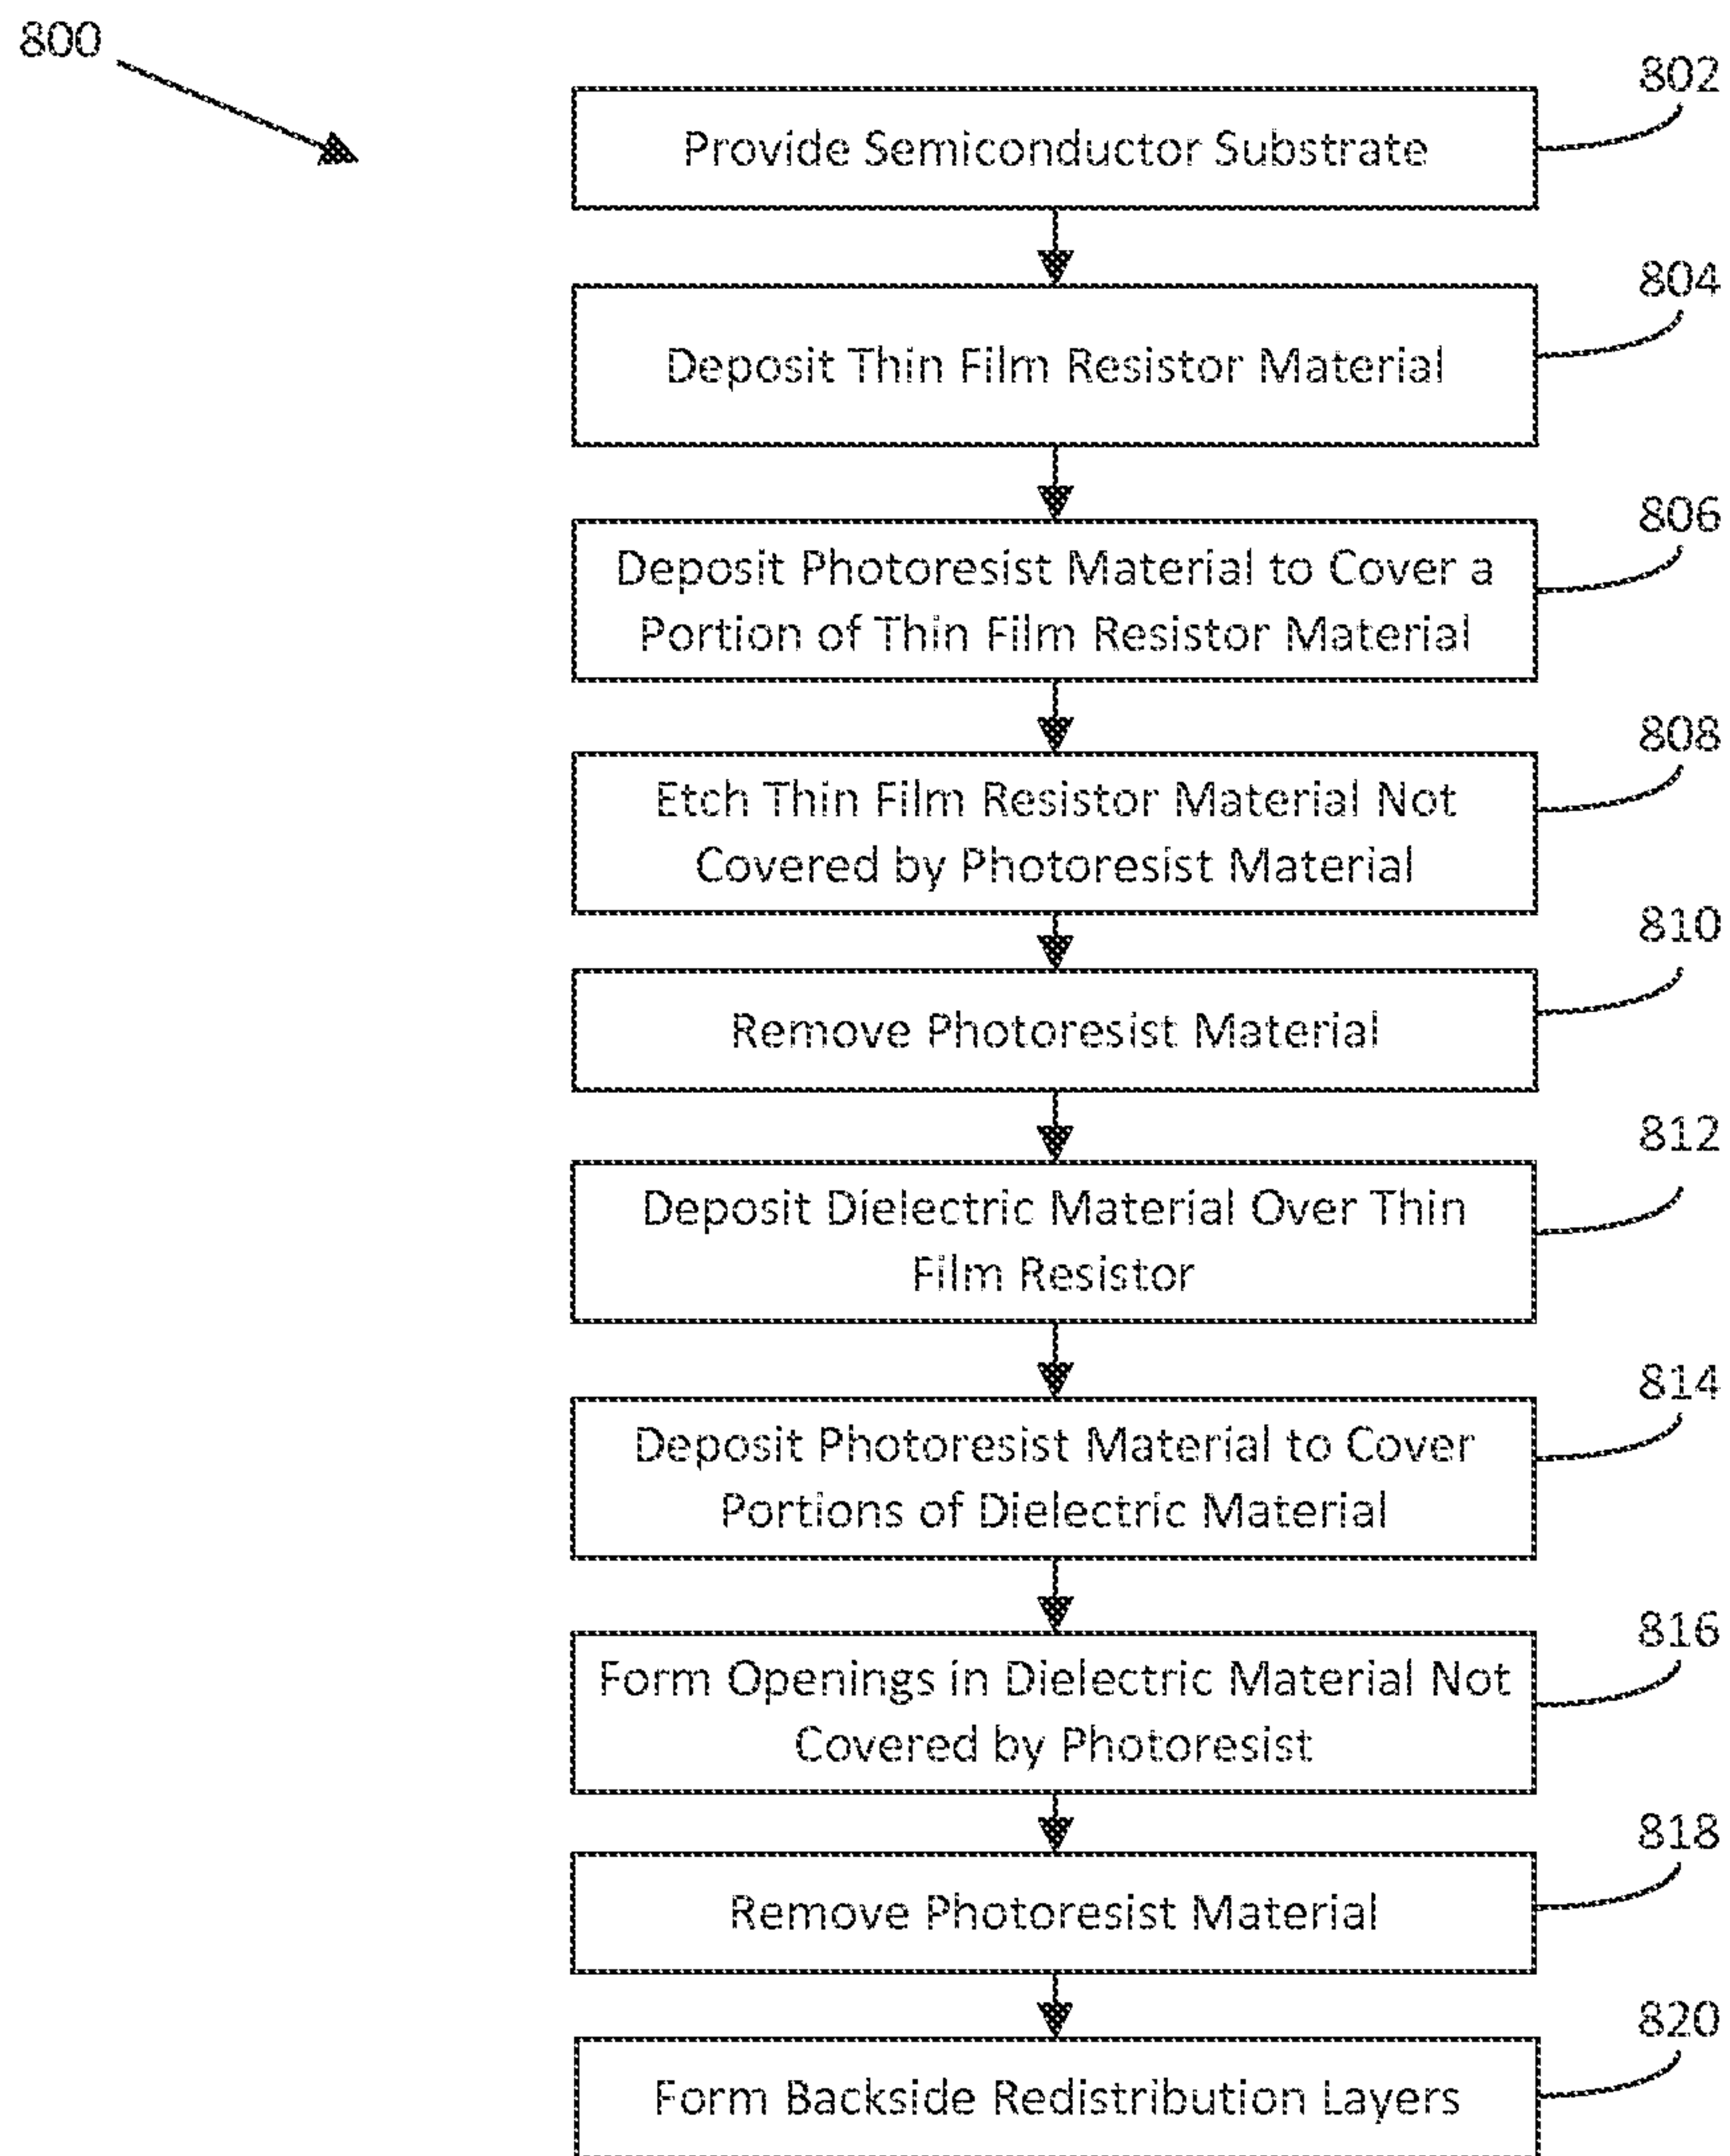 800
802
Provide Semiconductor Substrate
804
Deposit Thin Film Resistor Material
806
Deposit Photoresist Material to Cover a
Portion of Thin Film Resistor Material
808
Etch Thin Film Resistor Material Not
Covered by Photoresist Material
810
Remove Photoresist Material
812
Deposit Dielectric Material Over Thin
Film Resistor
814
Deposit Photoresist Material to Cover
Portions of Dielectric Material
816
Form Openings in Dielectric Material Not
Covered by Photoresist
818
Remove Photoresist Material
820
Form Backside Redistribution Layers